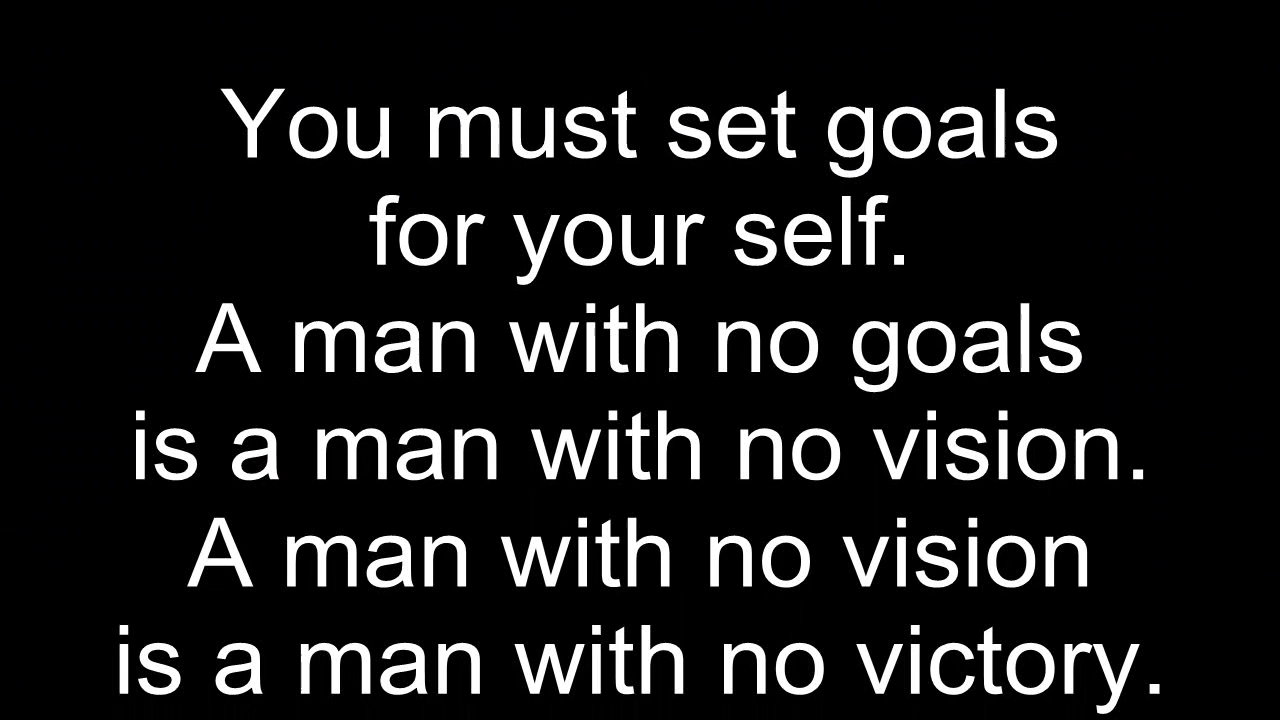 You must set goals
for your self.
A man with no goals
is a man with no vision.
A man with no vision
is a man with no victory.